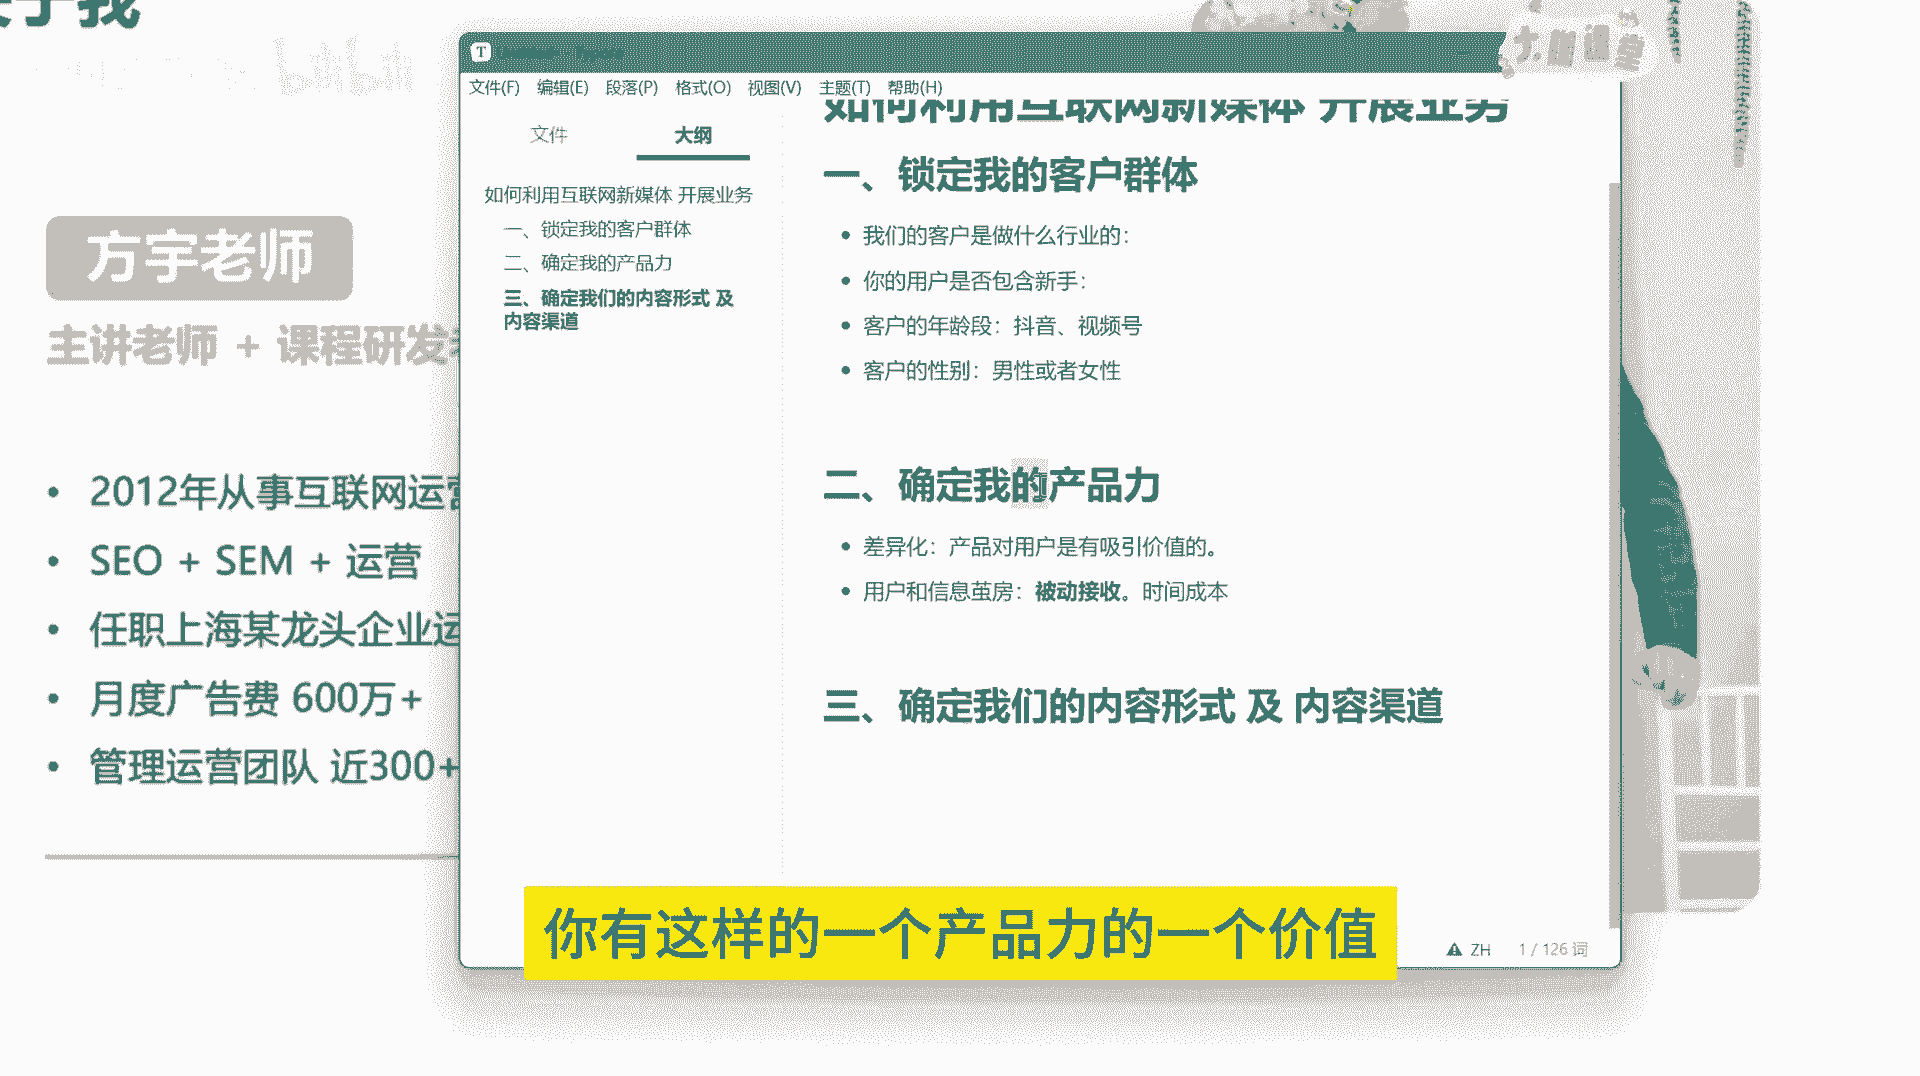 于我
bilibili
大鹏课堂
方宇老师
主讲老师 + 课程研发
2012年从事互联网运营
SEO + SEM + 运营
任职上海某龙头企业运
月度广告费 600万+
管理运营团队 近300+
T
文件(F) 编辑(E) 段落(P) 格式(O) 视图(V) 主题(T) 帮助(H)
文件 大纲
如何利用互联网新媒体 开展业务
一、锁定我的客户群体
二、确定我的产品力
三、确定我们的内容形式 及
内容渠道
如何利用互联网新媒体 开展业务
一、锁定我的客户群体
我们的客户是做什么行业的：
你的用户是否包含新手：
客户的年龄段：抖音、视频号
客户的性别：男性或者女性
二、确定我的产品力
差异化：产品对用户是有吸引价值的。
用户和信息茧房：被动接收。时间成本
三、确定我们的内容形式 及 内容渠道
你有这样的一个产品力的一个价值
ZH 1 / 126 词